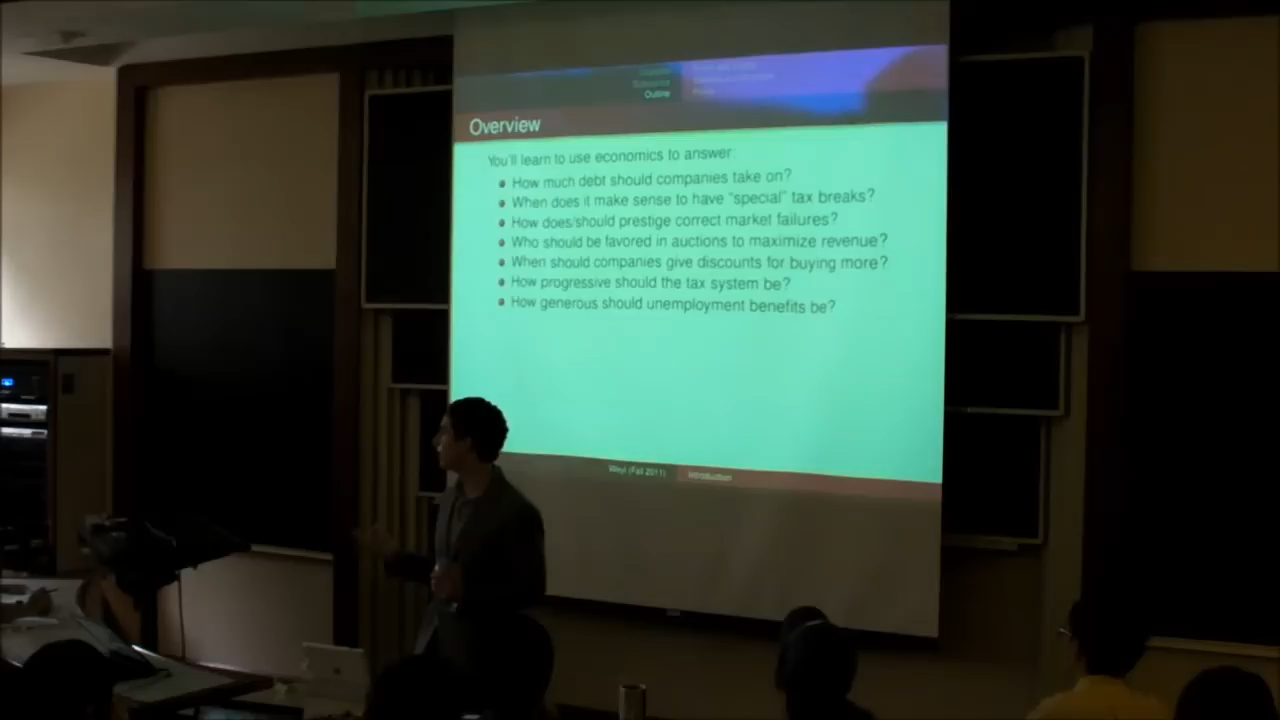 Outline
Overview
You'll learn to use economics to answer:
How much debt should companies take on?
When does it make sense to have "special" tax breaks?
How does/should prestige correct market failures?
Who should be favored in auctions to maximize revenue?
When should companies give discounts for buying more?
How progressive should the tax system be?
How generous should unemployment benefits be?
Weyl (Fall 2011) Introduction